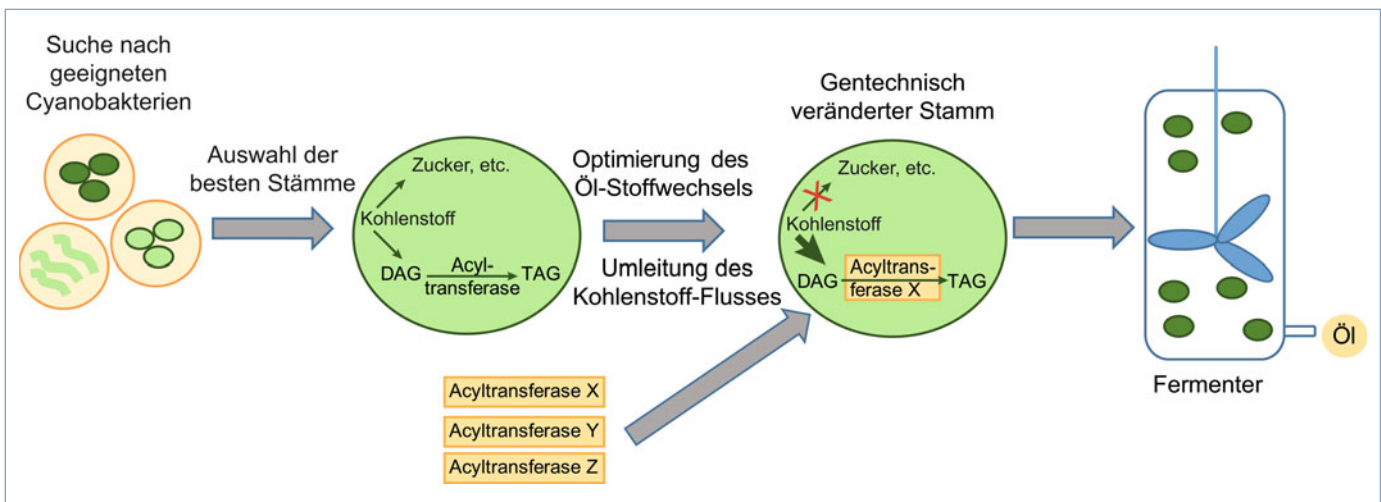 Suche nach
geeigneten
Cyanobakterien
Auswahl der
besten Stämme
Zucker, etc.
Kohlenstoff
DAG
Acyl-
transferase
TAG
Optimierung des
Öl-Stoffwechsels
Umleitung des
Kohlenstoff-Flusses
Acyltransferase X
Acyltransferase Y
Acyltransferase Z
Gentechnisch
veränderter Stamm
Zucker, etc.
Kohlenstoff
DAG
Acyltrans-
ferase X
TAG
Öl
Fermenter